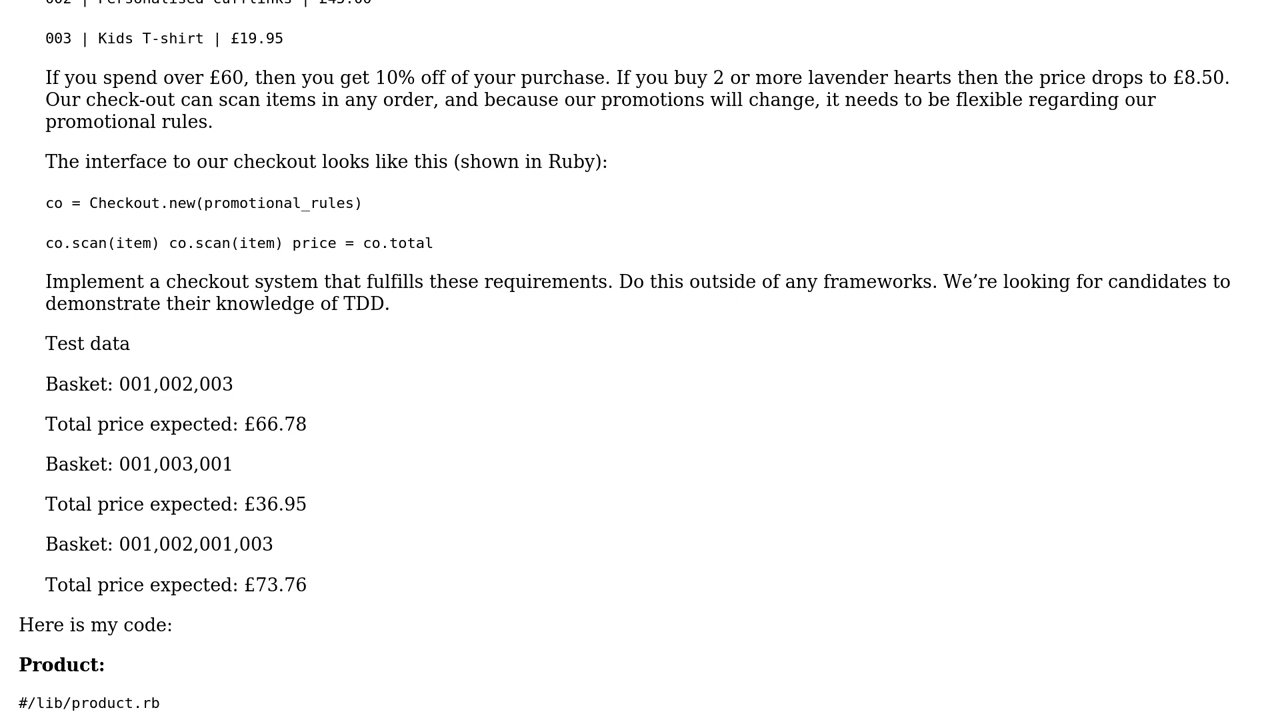 002 | Personalised cufflinks | £45.00
003 | Kids T-shirt | £19.95
If you spend over £60, then you get 10% off of your purchase. If you buy 2 or more lavender hearts then the price drops to £8.50.
Our check-out can scan items in any order, and because our promotions will change, it needs to be flexible regarding our
promotional rules.
The interface to our checkout looks like this (shown in Ruby):
co = Checkout.new(promotional_rules)
co.scan(item) co.scan(item) price = co.total
Implement a checkout system that fulfills these requirements. Do this outside of any frameworks. We’re looking for candidates to
demonstrate their knowledge of TDD.
Test data
Basket: 001,002,003
Total price expected: £66.78
Basket: 001,003,001
Total price expected: £36.95
Basket: 001,002,001,003
Total price expected: £73.76
Here is my code:
Product:
#/lib/product.rb